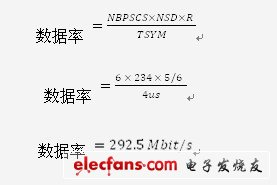 数据率 = NBPSCS×NSD×R / TSYM
数据率 = 6×234×5/6 / 4us
数据率 = 292.5 Mbit/s
elecfans.com 电子发烧友